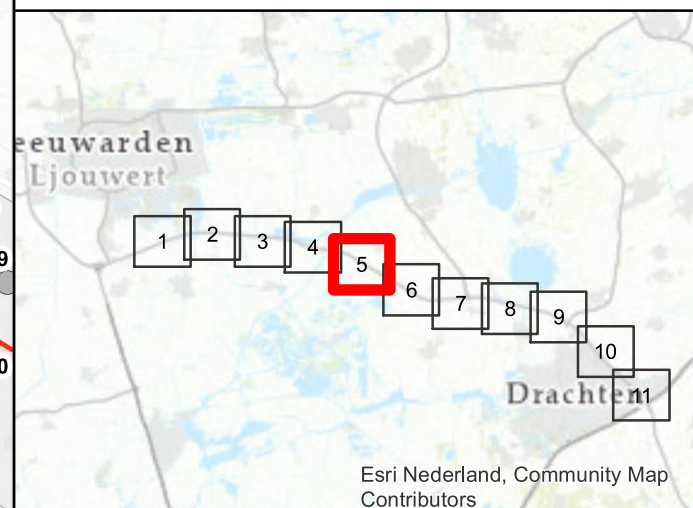 eeuwarden
Ljouwert
1
2
3
4
5
6
7
8
9
10
Drachten
11
9
0
Esri Nederland, Community Map
Contributors